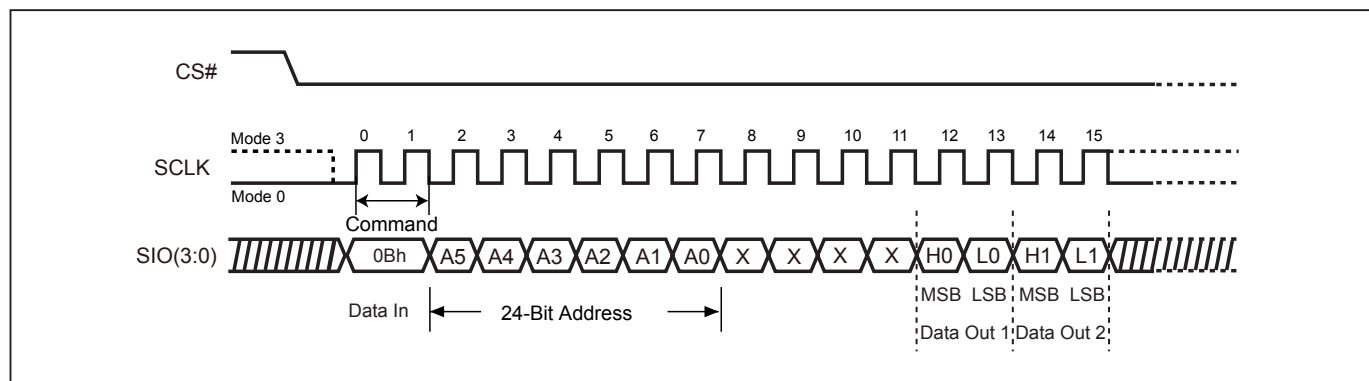 CS#
Mode 3
0 1 2 3 4 5 6 7 8 9 10 11 12 13 14 15
SCLK
Mode 0
Command
SIO(3:0) 0Bh A5 A4 A3 A2 A1 A0 X X X X H0 L0 H1 L1
MSB LSB MSB LSB
Data In 24-Bit Address
Data Out 1 Data Out 2